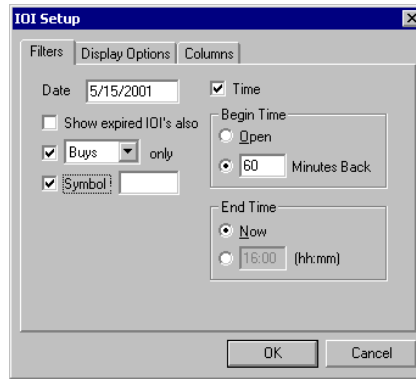 IOI Setup
Filters Display Options Columns
Date 5/15/2001
Show expired IOI's also
Buys only
Symbol
Time
Begin Time
Open
60 Minutes Back
End Time
Now
16:00 (hh:mm)
OK Cancel